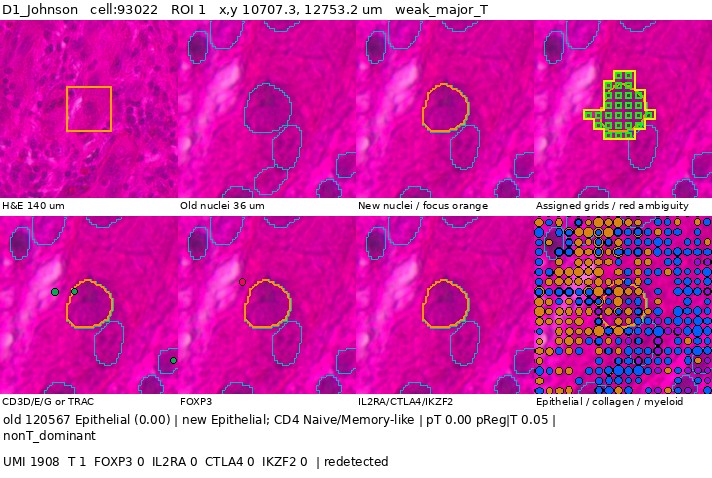 D1_Johnson cell:93022 ROI 1 x,y 10707.3, 12753.2 um weak_major_T
H&E 140 um
Old nuclei 36 um
New nuclei / focus orange
Assigned grids / red ambiguity
CD3D/E/G or TRAC
FOXP3
IL2RA/CTLA4/IKZF2
Epithelial / collagen / myeloid
old 120567 Epithelial (0.00) | new Epithelial; CD4 Naive/Memory-like | pT 0.00 pReg|T 0.05 |
nonT_dominant
UMI 1908 T 1 FOXP3 0 IL2RA 0 CTLA4 0 IKZF2 0 | redetected